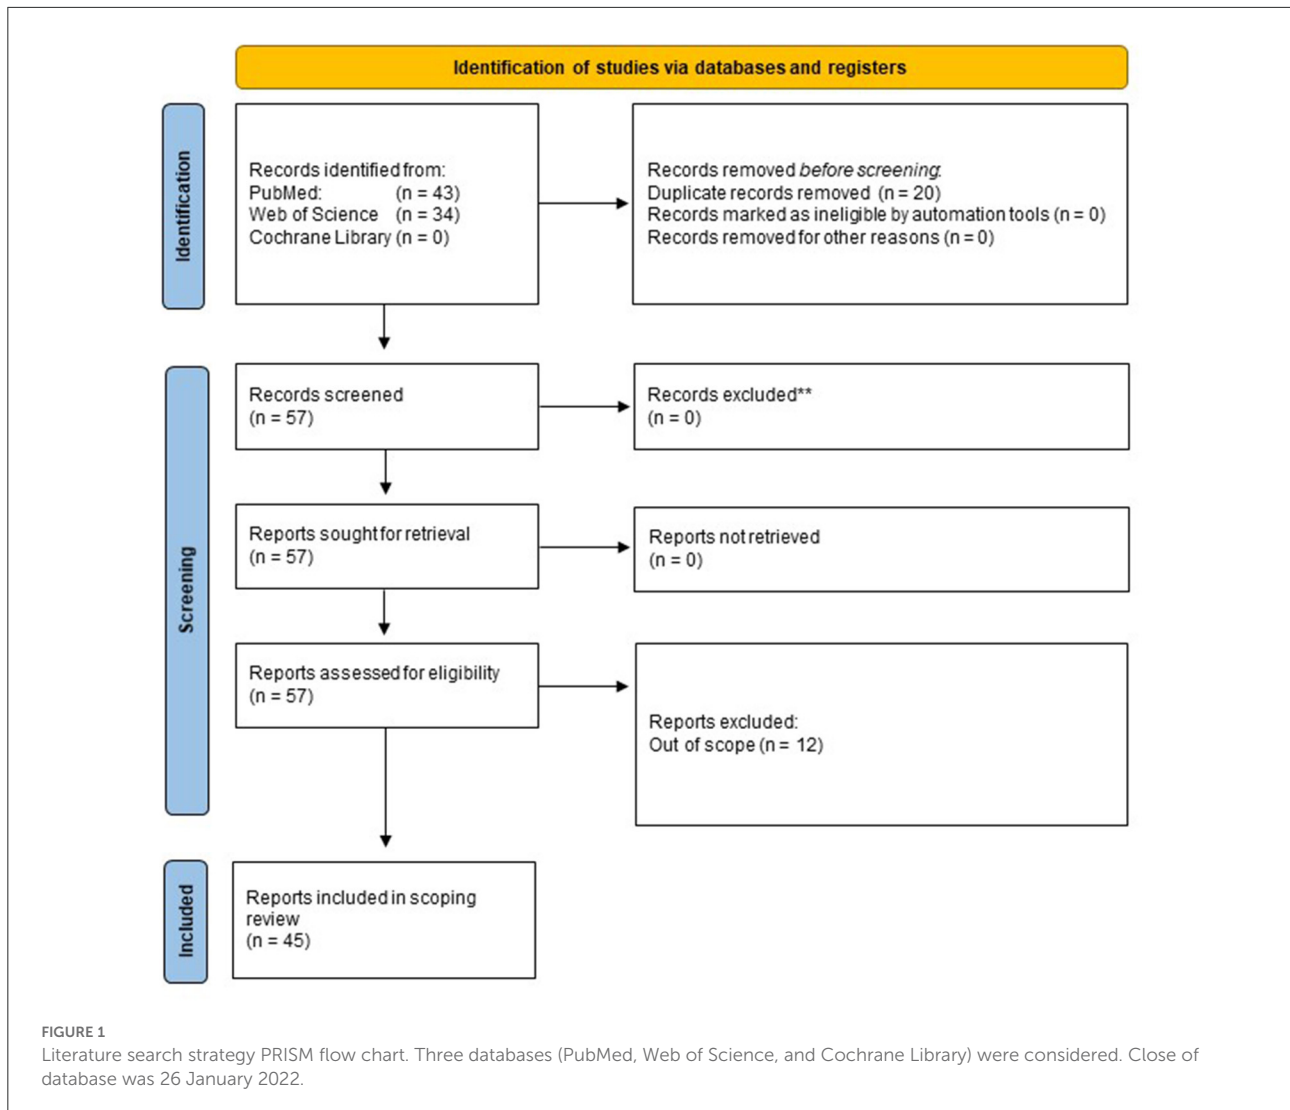 Identification of studies via databases and registers
Identification
Records identified from:
PubMed: (n = 43)
Web of Science (n = 34)
Cochrane Library (n = 0)
Records removed before screening:
Duplicate records removed (n = 20)
Records marked as ineligible by automation tools (n = 0)
Records removed for other reasons (n = 0)
Screening
Records screened
(n = 57)
Records excluded**
(n = 0)
Reports sought for retrieval
(n = 57)
Reports not retrieved
(n = 0)
Reports assessed for eligibility
(n = 57)
Reports excluded:
Out of scope (n = 12)
Included
Reports included in scoping
review
(n = 45)
FIGURE 1
Literature search strategy PRISM flow chart. Three databases (PubMed, Web of Science, and Cochrane Library) were considered. Close of
database was 26 January 2022.